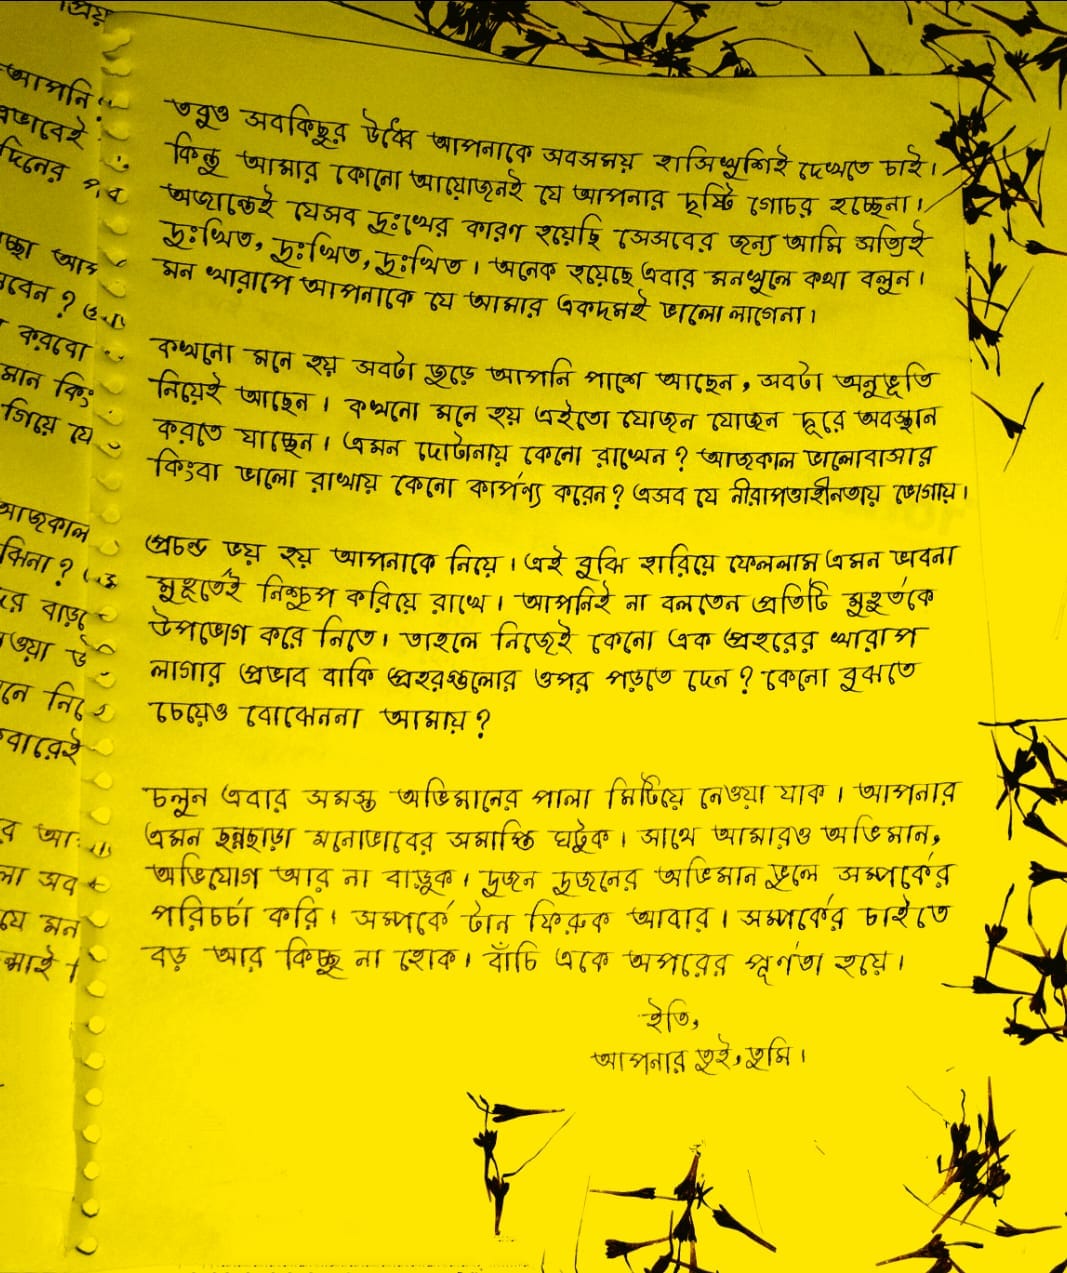 প্রিয়
আপনি
দিনের
করবো
মান কিং
গিয়ে যে
আজকাল
বারেই
যে মন
তবুও সবকিছুর উর্ধ্বে আপনাকে সবসময় হাসিখুশিই দেখতে চাই।
কিন্তু আমার কোনো আয়োজনই যে আপনার দৃষ্টি গোচর হচ্ছেনা।
অজান্তেই যেসব দুঃখের কারণ হয়েছি সেসবের জন্য আমি সত্যিই
দুঃখিত, দুঃখিত, দুঃখিত। অনেক হয়েছে এবার মনখুলে কথা বলুন।
মন খারাপে আপনাকে যে আমার একদমই ভালো লাগেনা।
কখনো মনে হয় সবটা জুড়ে আপনি পাশে আছেন, সবটা অনুভূতি
নিয়েই আছেন। কখনো মনে হয় এইতো যোজন যোজন দূরে অবস্থান
করতে যাচ্ছেন। এমন দোটানায় কেনো রাখেন? আজকাল ভালোবাসার
কিংবা ভালো রাখায় কেনো কার্পণ্য করেন? এসব যে নীরাপত্তাহীনতায় ভোগায়।
প্রচন্ড ভয় হয় আপনাকে নিয়ে। এই বুঝি হারিয়ে ফেললাম এমন ভাবনা
মুহূর্তেই নিশ্চুপ করিয়ে রাখে। আপনিই না বলতেন প্রতিটি মুহূর্তকে
উপভোগ করে নিতে। তাহলে নিজেই কেনো এক প্রহরের খারাপ
লাগার প্রভাব বাকি প্রহরগুলোর ওপর পড়তে দেন? কেনো বুঝতে
চেয়েও বোঝেননা আমায়?
চলুন এবার সমস্ত অভিমানের পালা মিটিয়ে নেওয়া যাক। আপনার
এমন ছন্নছাড়া মনোভাবের সমাপ্তি ঘটুক। সাথে আমারও অভিমান,
অভিযোগ আর না বাড়ুক। দুজন দুজনের অভিমান ভুলে সম্পর্কের
পরিচর্চা করি। সম্পর্কে টান ফিরুক আবার। সম্পর্কের চাইতে
বড় আর কিচ্ছু না হোক। বাঁচি একে অপরের পূর্ণতা হয়ে।
ইতি,
আপনার তুই, তুমি।